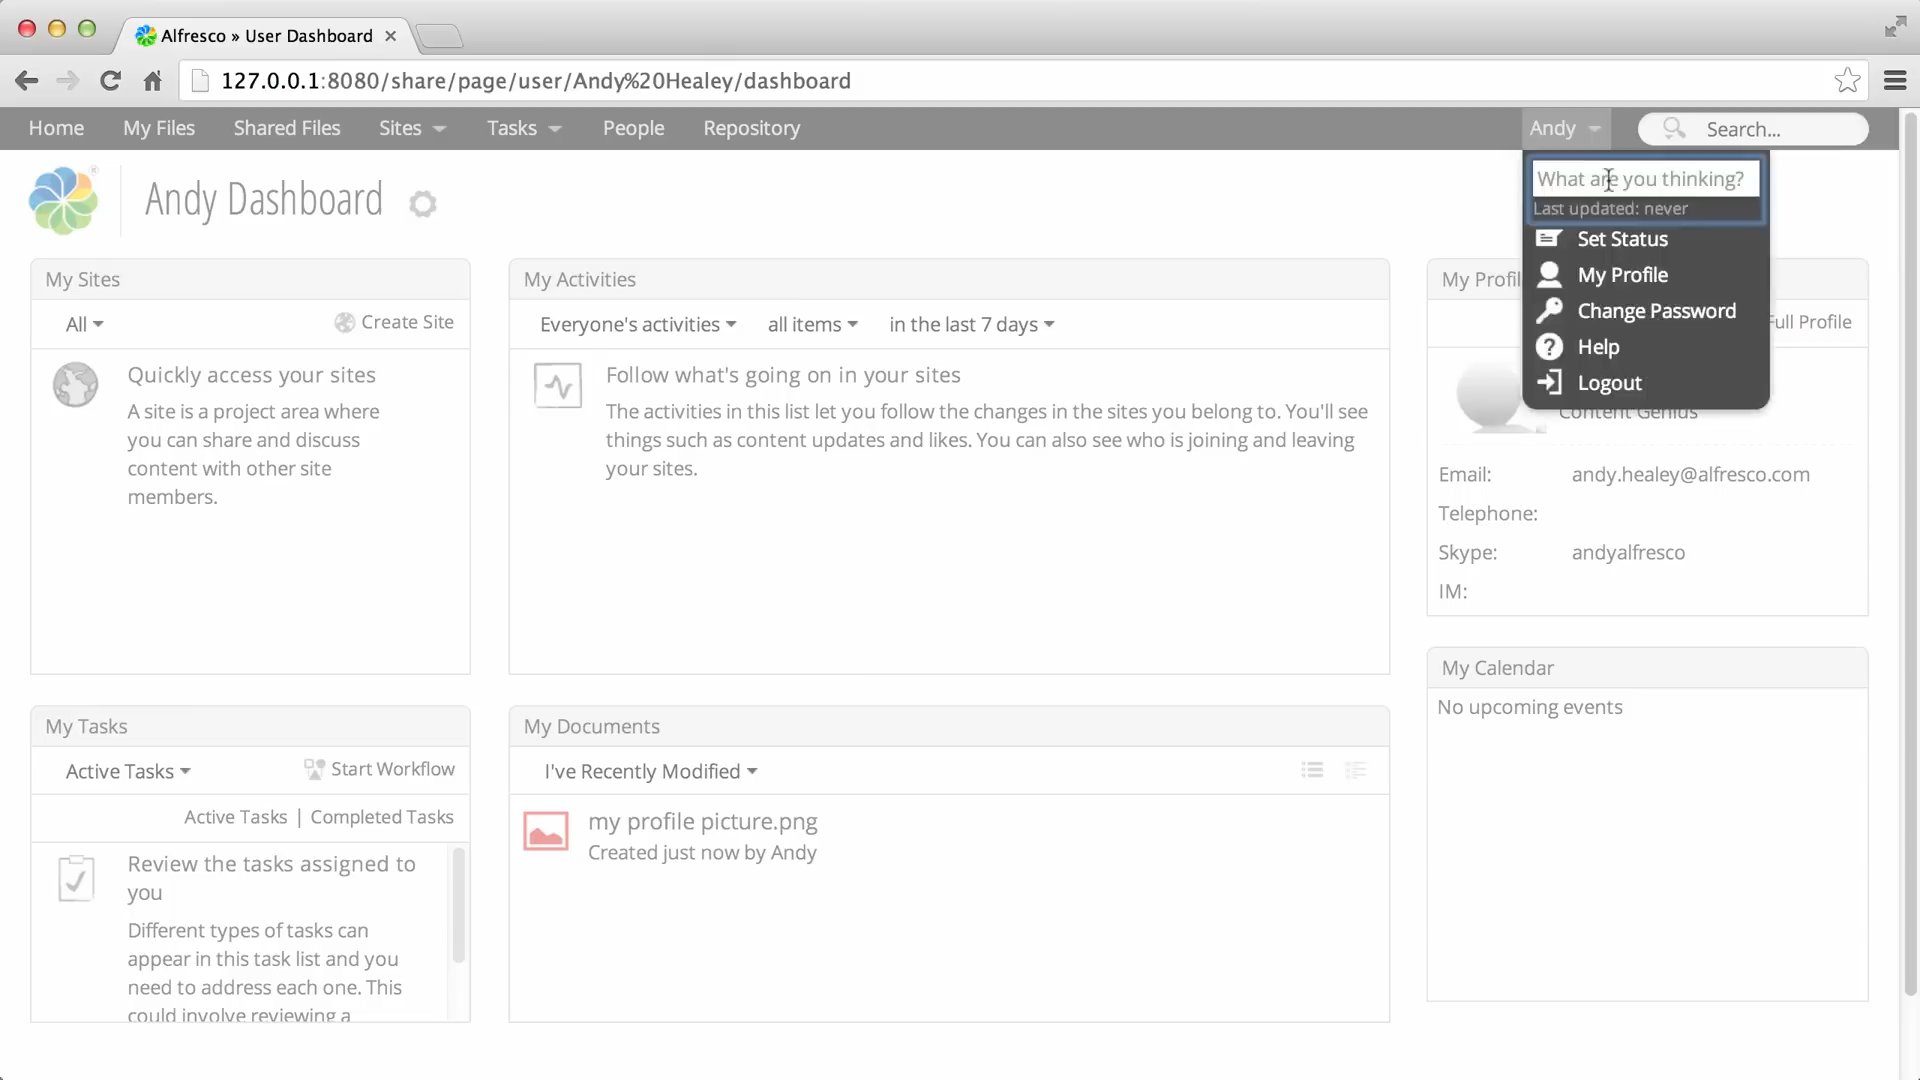 Alfresco » User Dashboard
127.0.0.1:8080/share/page/user/Andy%20Healey/dashboard
Home My Files Shared Files Sites Tasks People Repository Andy Search...
Andy Dashboard
What are you thinking?
Last updated: never
Set Status
My Profile
Change Password
Help
Logout
My Sites
All Create Site
Quickly access your sites
A site is a project area where
you can share and discuss
content with other site
members.
My Activities
Everyone's activities all items in the last 7 days
Follow what's going on in your sites
The activities in this list let you follow the changes in the sites you belong to. You'll see
things such as content updates and likes. You can also see who is joining and leaving
your sites.
My Profil
Full Profile
Content Genius
Email: andy.healey@alfresco.com
Telephone:
Skype: andyalfresco
IM:
My Tasks
Active Tasks Start Workflow
Active Tasks | Completed Tasks
Review the tasks assigned to
you
Different types of tasks can
appear in this task list and you
need to address each one. This
could involve reviewing a
My Documents
I've Recently Modified
my profile picture.png
Created just now by Andy
My Calendar
No upcoming events